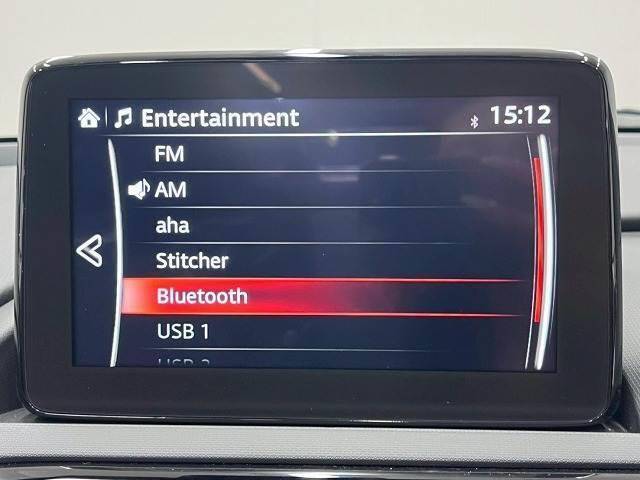 Entertainment 15:12
FM
AM
aha
Stitcher
Bluetooth
USB 1